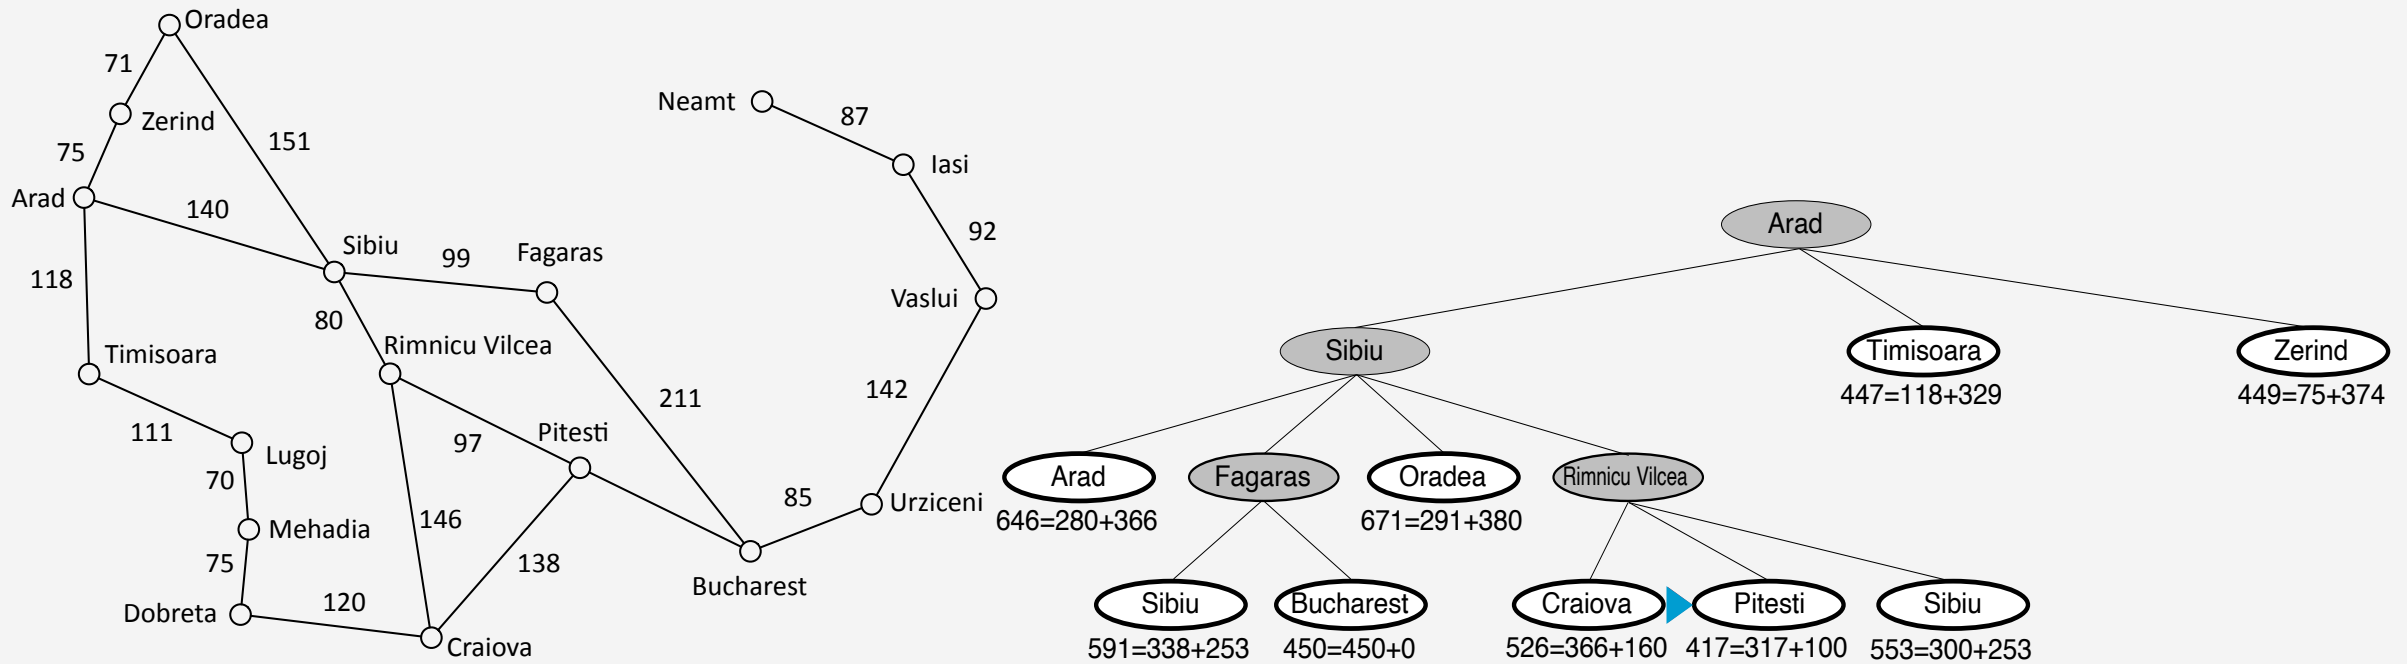 Oradea
71
Zerind
151
75
Arad
140
118
Sibiu
99
Fagaras
80
Rimnicu Vilcea
Timisoara
211
111
Lugoj
97
Pitesti
70
Mehadia
146
138
75
Dobreta
120
Craiova
Bucharest
85
Urziceni
142
Vaslui
92
Iasi
87
Neamt
Arad
Sibiu
Timisoara
447=118+329
Zerind
449=75+374
Arad
646=280+366
Fagaras
Oradea
671=291+380
Rimnicu Vilcea
Sibiu
591=338+253
Bucharest
450=450+0
Craiova
526=366+160
Pitesti
417=317+100
Sibiu
553=300+253